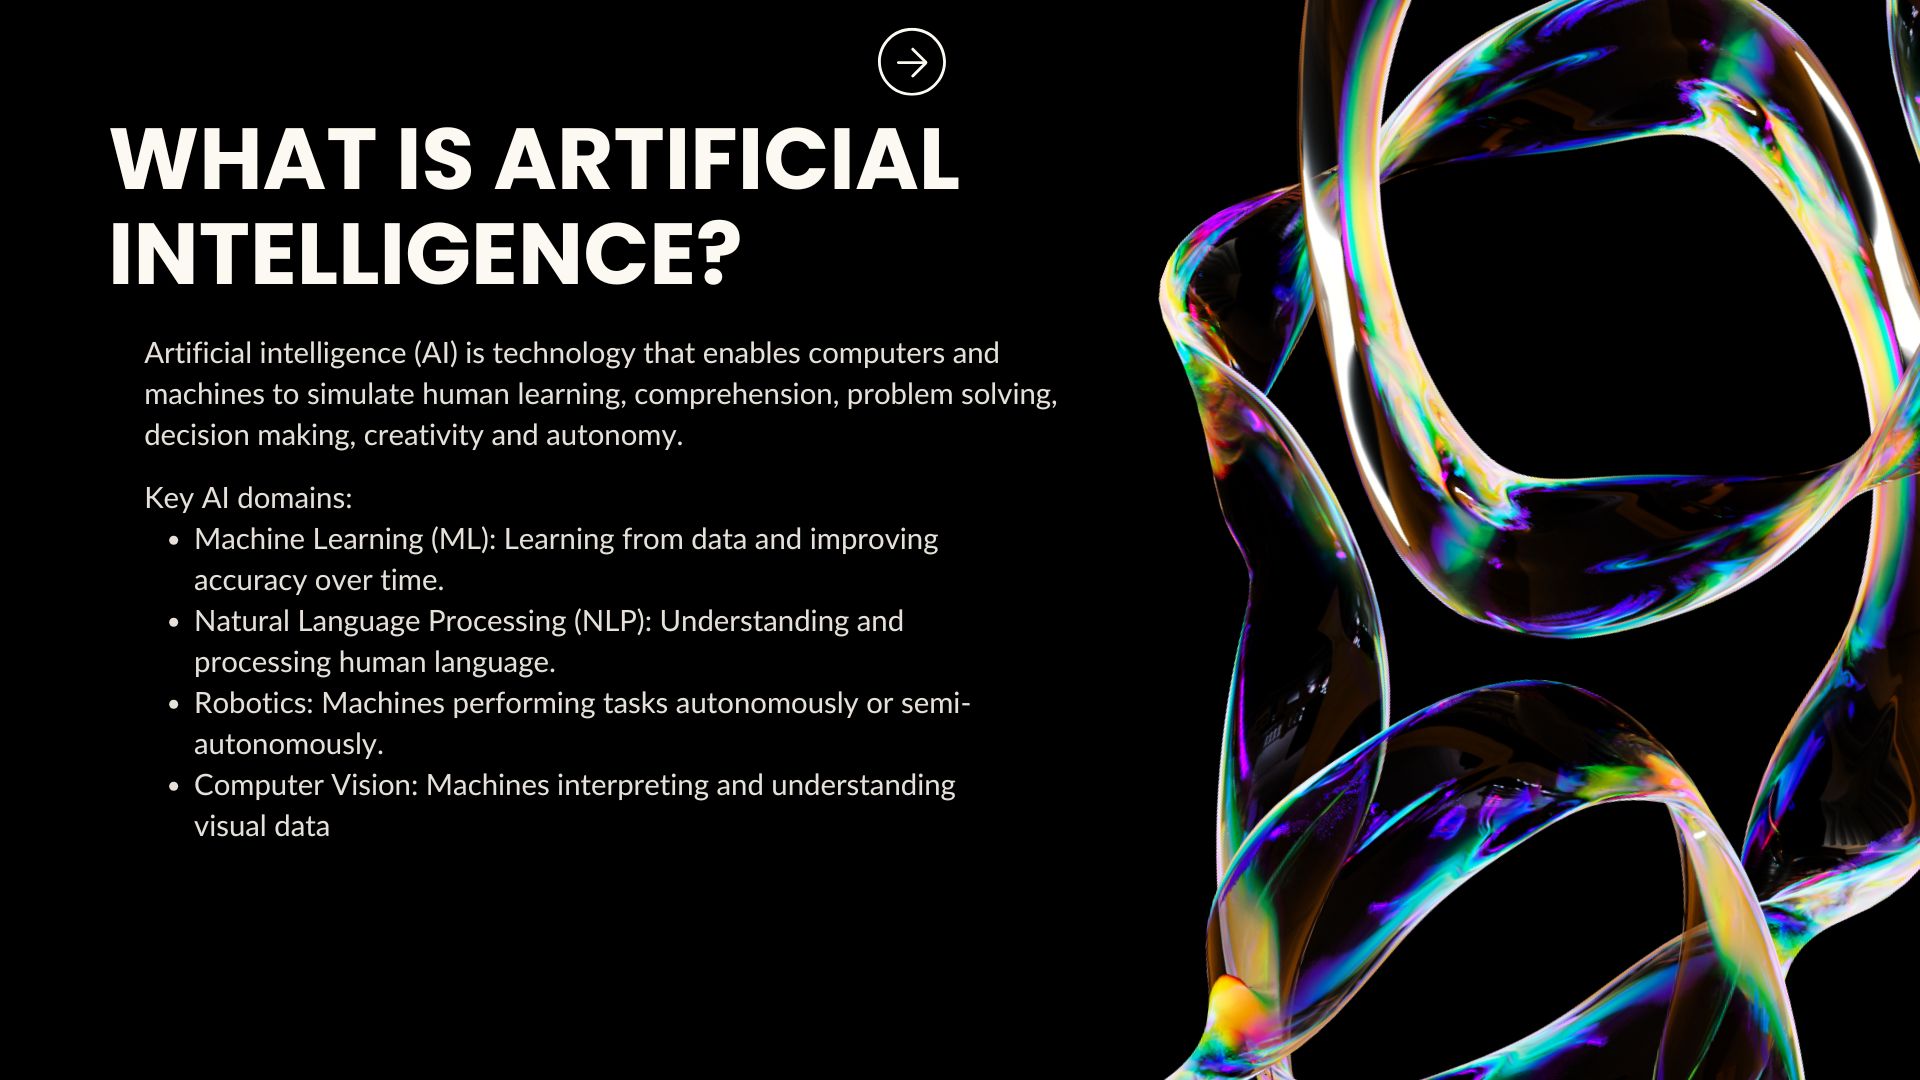 WHAT IS ARTIFICIAL
INTELLIGENCE?
Artificial intelligence (AI) is technology that enables computers and
machines to simulate human learning, comprehension, problem solving,
decision making, creativity and autonomy.
Key AI domains:
• Machine Learning (ML): Learning from data and improving
accuracy over time.
• Natural Language Processing (NLP): Understanding and
processing human language.
• Robotics: Machines performing tasks autonomously or semi-
autonomously.
• Computer Vision: Machines interpreting and understanding
visual data